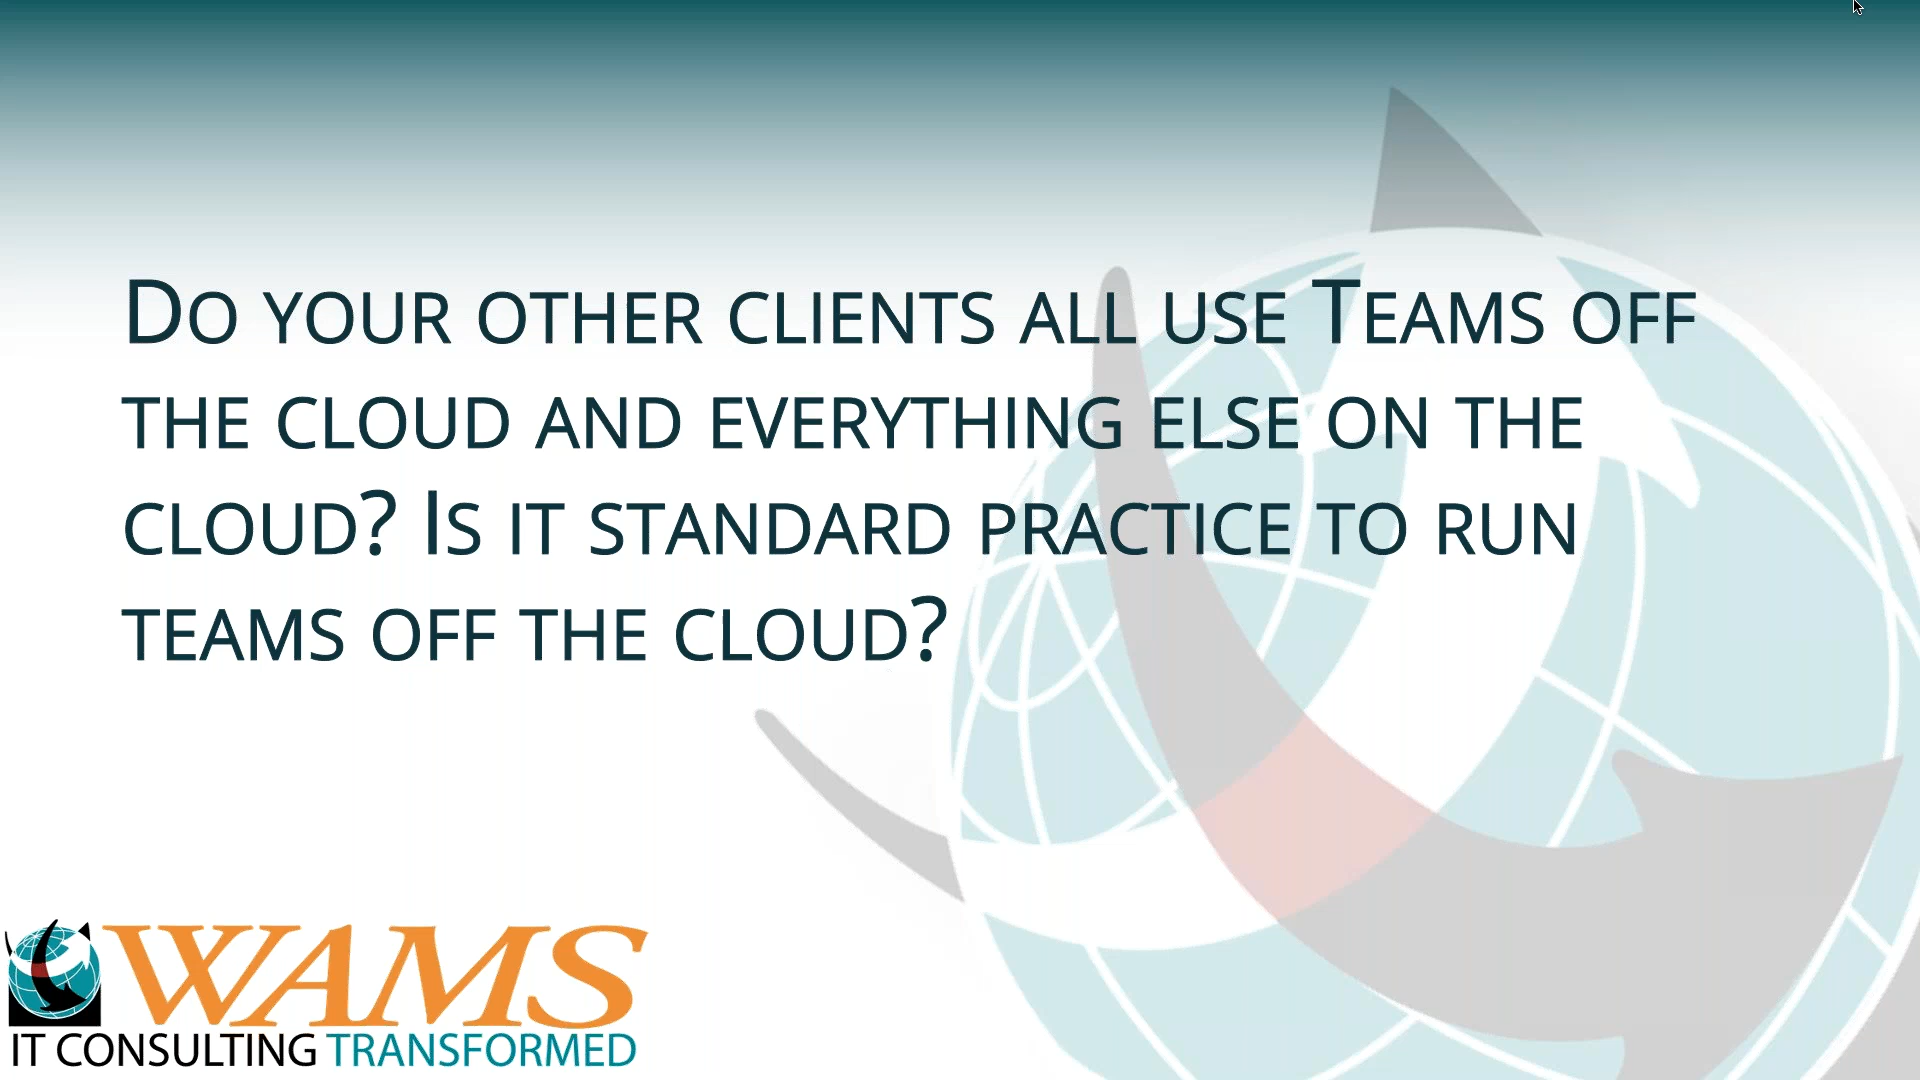 Do your other clients all use Teams off
the cloud and everything else on the
cloud? Is it standard practice to run
teams off the cloud?
WAMS
IT CONSULTING TRANSFORMED